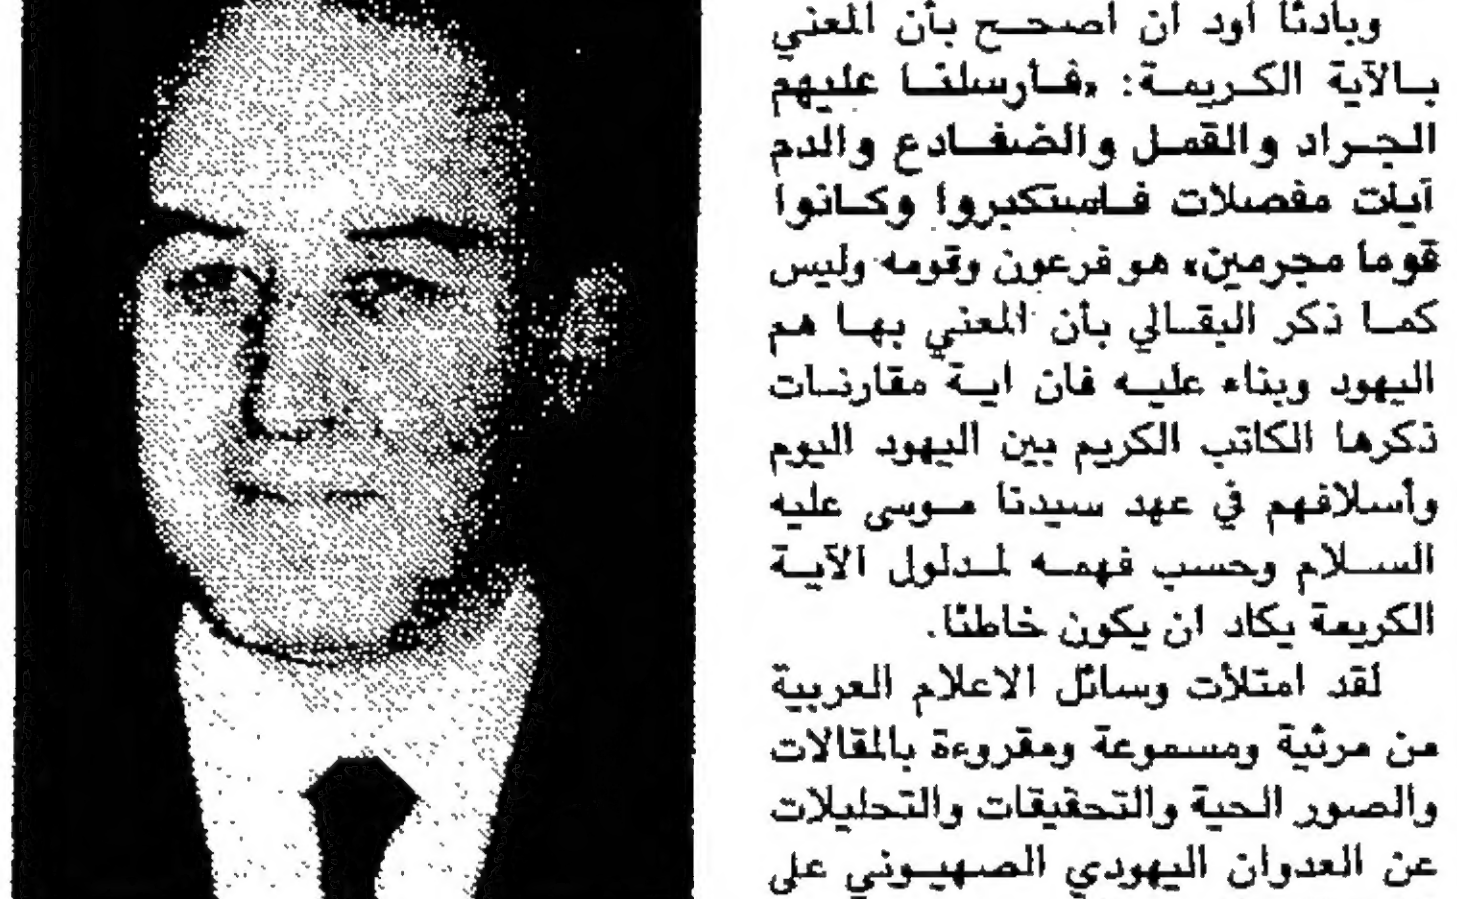 وبادئا أود أن أصحح بأن المعني
بالآية الكريمة: «فأرسلنا عليهم
الجراد والقمل والضفادع والدم
آيات مفصلات فاستكبروا وكانوا
قوما مجرمين» هو فرعون وقومه وليس
كما ذكر البقالي بأن المعني بها هم
اليهود وبناء عليه فان اية مقارنات
ذكرها الكاتب الكريم بين اليهود اليوم
وأسلافهم في عهد سيدنا موسى عليه
السلام وحسب فهمه لمدلول الآية
الكريمة يكاد ان يكون خاطئا.
لقد امتلأت وسائل الاعلام العربية
من مرئية ومسموعة ومقروءة بالمقالات
والصور الحية والتحقيقات والتحليلات
عن العدوان اليهودي الصهيوني على